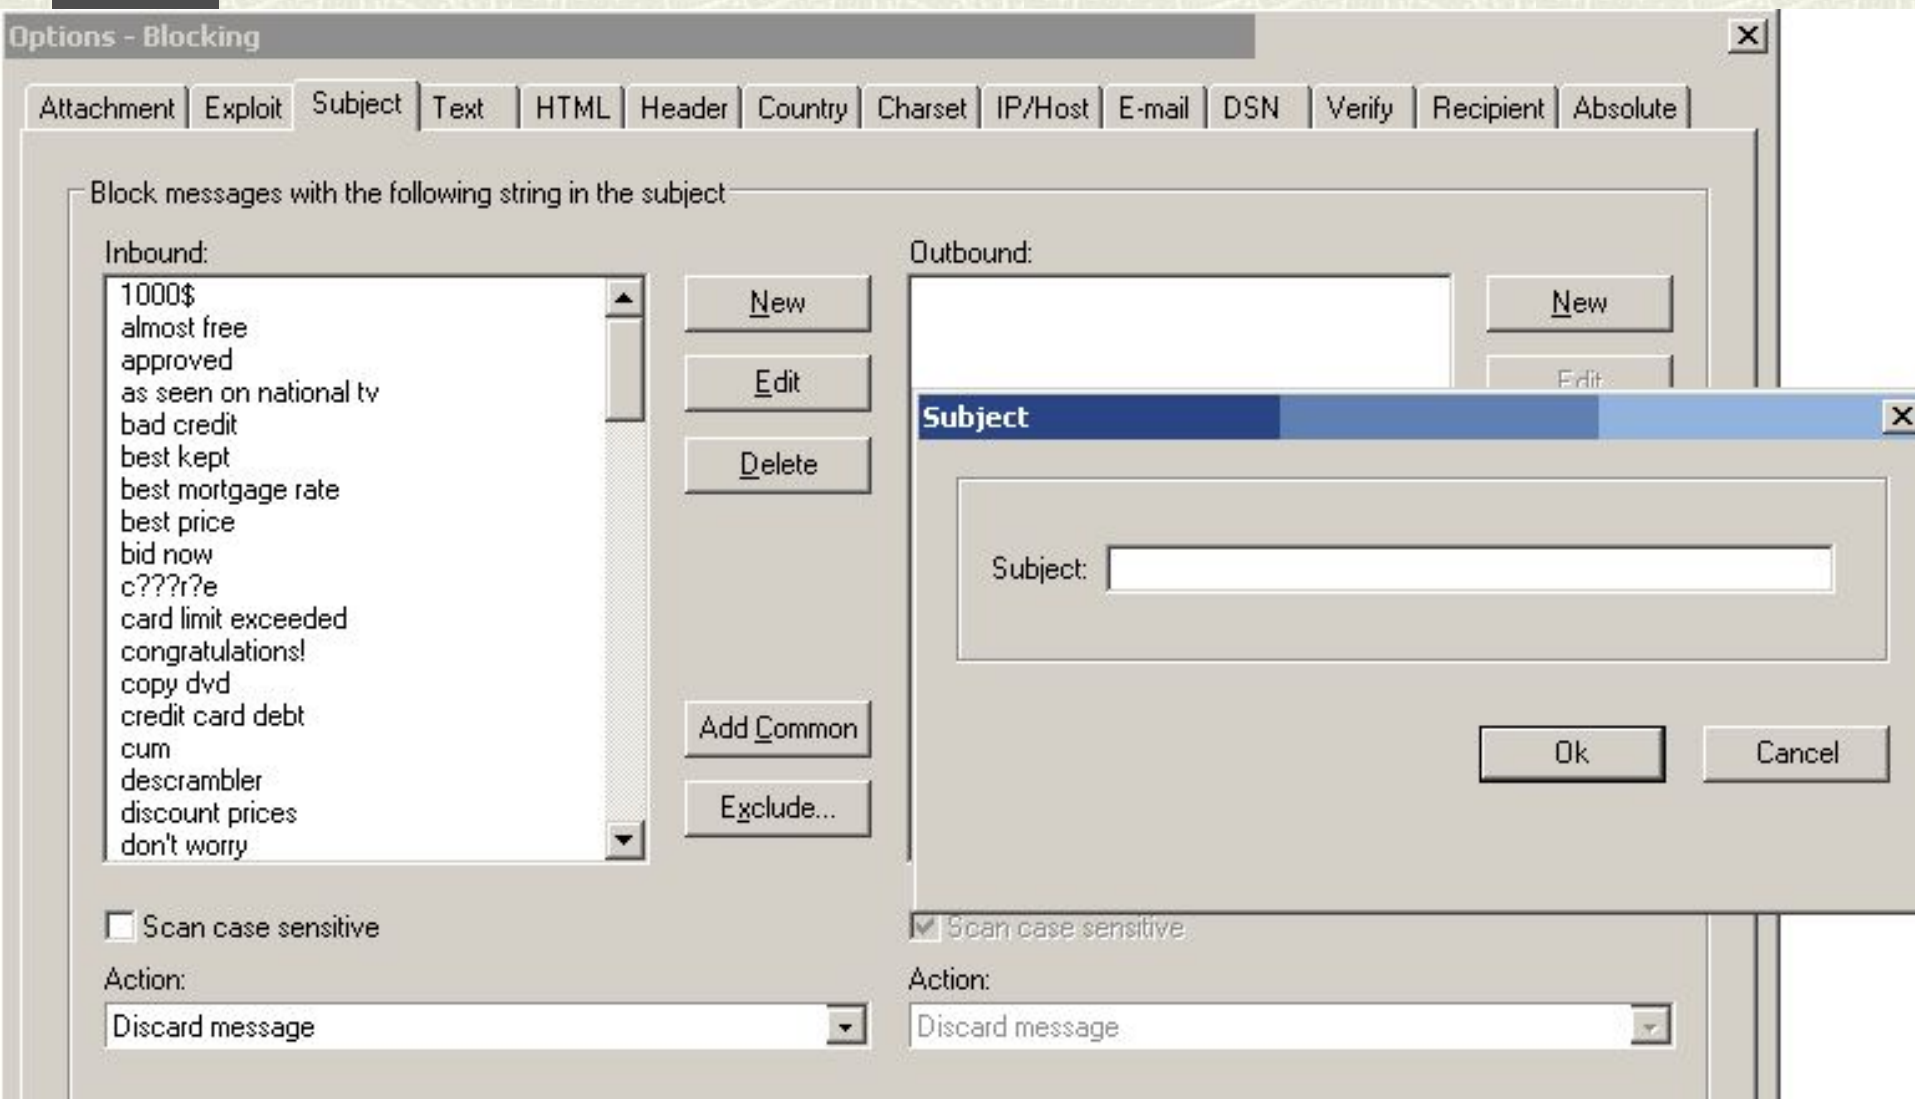 Options - Blocking
Attachment Exploit Subject Text HTML Header Country Charset IP/Host E-mail DSN Verify Recipient Absolute
Block messages with the following string in the subject
Inbound:
1000$
almost free
approved
as seen on national tv
bad credit
best kept
best mortgage rate
best price
bid now
c???r?e
card limit exceeded
congratulations!
copy dvd
credit card debt
cum
descrambler
discount prices
don't worry
New
Edit
Delete
Add Common
Exclude...
Scan case sensitive
Action:
Discard message
Outbound:
New
Edit
Scan case sensitive
Action:
Discard message
Subject
Subject:
Ok Cancel